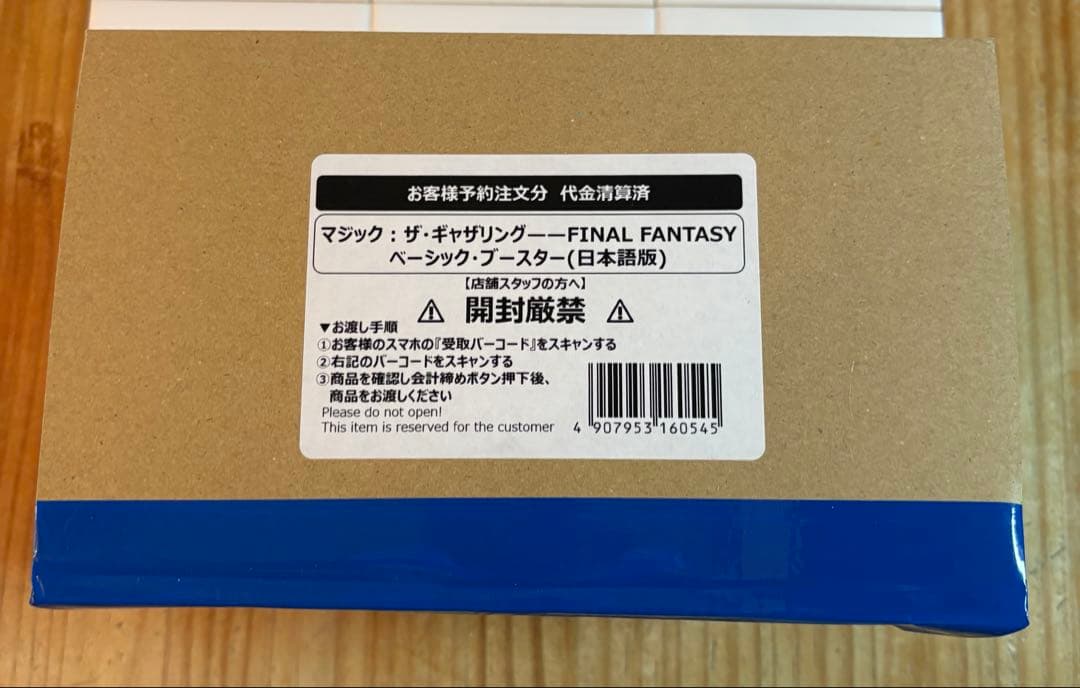 お客様予約注文分 代金清算済
マジック：ザ・ギャザリング——FINAL FANTASY
ベーシック・ブースター(日本語版)
【店舗スタッフの方へ】
⚠ 開封厳禁 ⚠
▼お渡し手順
①お客様のスマホの『受取バーコード』をスキャンする
②右記のバーコードをスキャンする
③商品を確認し会計締めボタン押下後、
商品をお渡しください
Please do not open!
This item is reserved for the customer
4 907953 160545